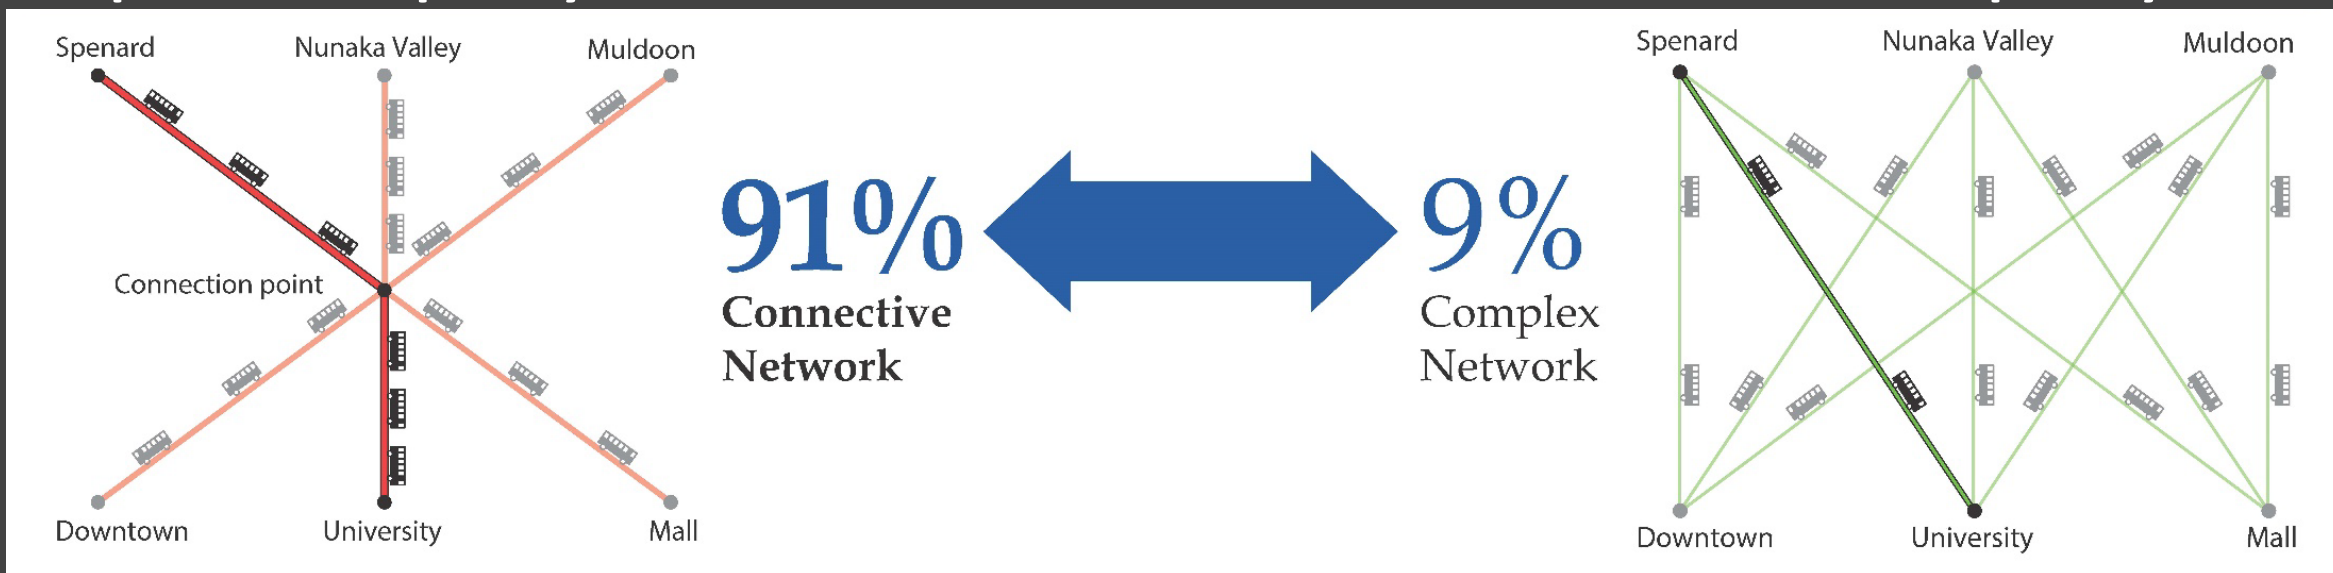 Spenard
Nunaka Valley
Muldoon
Connection point
Downtown
University
Mall
91%
Connective
Network
9%
Complex
Network
Spenard
Nunaka Valley
Muldoon
Downtown
University
Mall